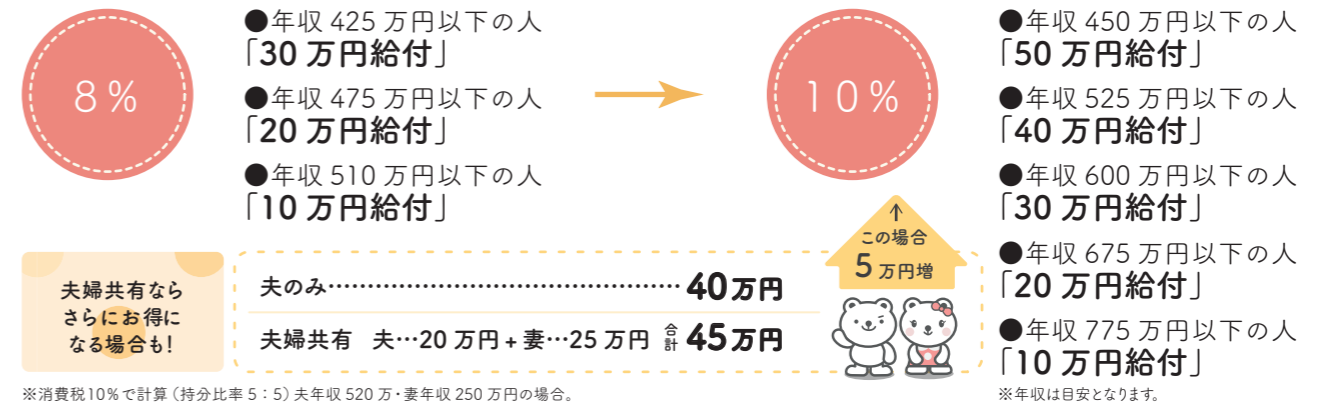 8%
●年収 425 万円以下の人
「30 万円給付」
●年収 475 万円以下の人
「20 万円給付」
●年収 510 万円以下の人
「10 万円給付」
10%
●年収 450 万円以下の人
「50 万円給付」
●年収 525 万円以下の人
「40 万円給付」
●年収 600 万円以下の人
「30 万円給付」
●年収 675 万円以下の人
「20 万円給付」
●年収 775 万円以下の人
「10 万円給付」
※年収は目安となります。
夫婦共有なら
さらにお得に
なる場合も!
夫のみ…………………………………………40万円
夫婦共有 夫…20 万円 + 妻…25 万円 合計 45万円
↑
この場合
5 万円増
※消費税10%で計算(持分比率 5:5)夫年収 520 万・妻年収 250 万円の場合。